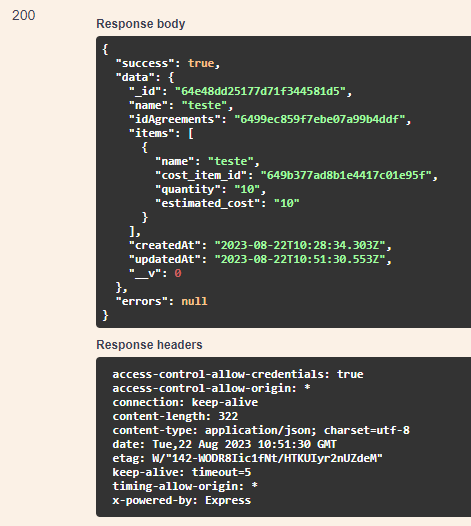 200
Response body
{
  "success": true,
  "data": {
    "_id": "64e48dd25177d71f344581d5",
    "name": "teste",
    "idAgreements": "6499ec859f7ebe07a99b4ddf",
    "items": [
      {
        "name": "teste",
        "cost_item_id": "649b377ad8b1e4417c01e95f",
        "quantity": "10",
        "estimated_cost": "10"
      }
    ],
    "createdAt": "2023-08-22T10:28:34.303Z",
    "updatedAt": "2023-08-22T10:51:30.553Z",
    "__v": 0
  },
  "errors": null
}
Response headers
access-control-allow-credentials: true
access-control-allow-origin: *
connection: keep-alive
content-length: 322
content-type: application/json; charset=utf-8
date: Tue,22 Aug 2023 10:51:30 GMT
etag: W/"142-WODR8Iic1fNt/HTKUIyr2nUZdeM"
keep-alive: timeout=5
timing-allow-origin: *
x-powered-by: Express